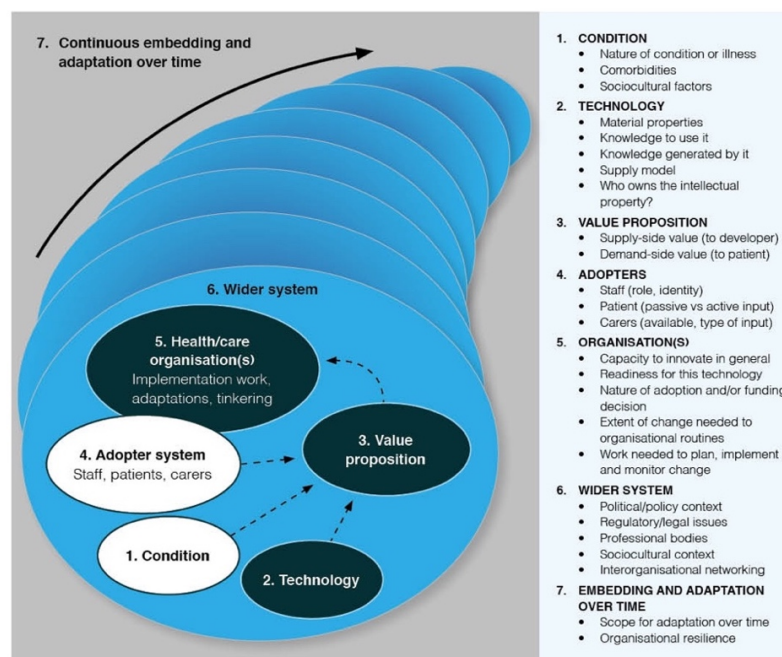 7. Continuous embedding and
adaptation over time
6. Wider system
5. Health/care
organisation(s)
Implementation work,
adaptations, tinkering
4. Adopter system
Staff, patients, carers
3. Value
proposition
1. Condition
2. Technology
1. CONDITION
• Nature of condition or illness
• Comorbidities
• Sociocultural factors
2. TECHNOLOGY
• Material properties
• Knowledge to use it
• Knowledge generated by it
• Supply model
• Who owns the intellectual
property?
3. VALUE PROPOSITION
• Supply-side value (to developer)
• Demand-side value (to patient)
4. ADOPTERS
• Staff (role, identity)
• Patient (passive vs active input)
• Carers (available, type of input)
5. ORGANISATION(S)
• Capacity to innovate in general
• Readiness for this technology
• Nature of adoption and/or funding
decision
• Extent of change needed to
organisational routines
• Work needed to plan, implement
and monitor change
6. WIDER SYSTEM
• Political/policy context
• Regulatory/legal issues
• Professional bodies
• Sociocultural context
• Interorganisational networking
7. EMBEDDING AND ADAPTATION
OVER TIME
• Scope for adaptation over time
• Organisational resilience